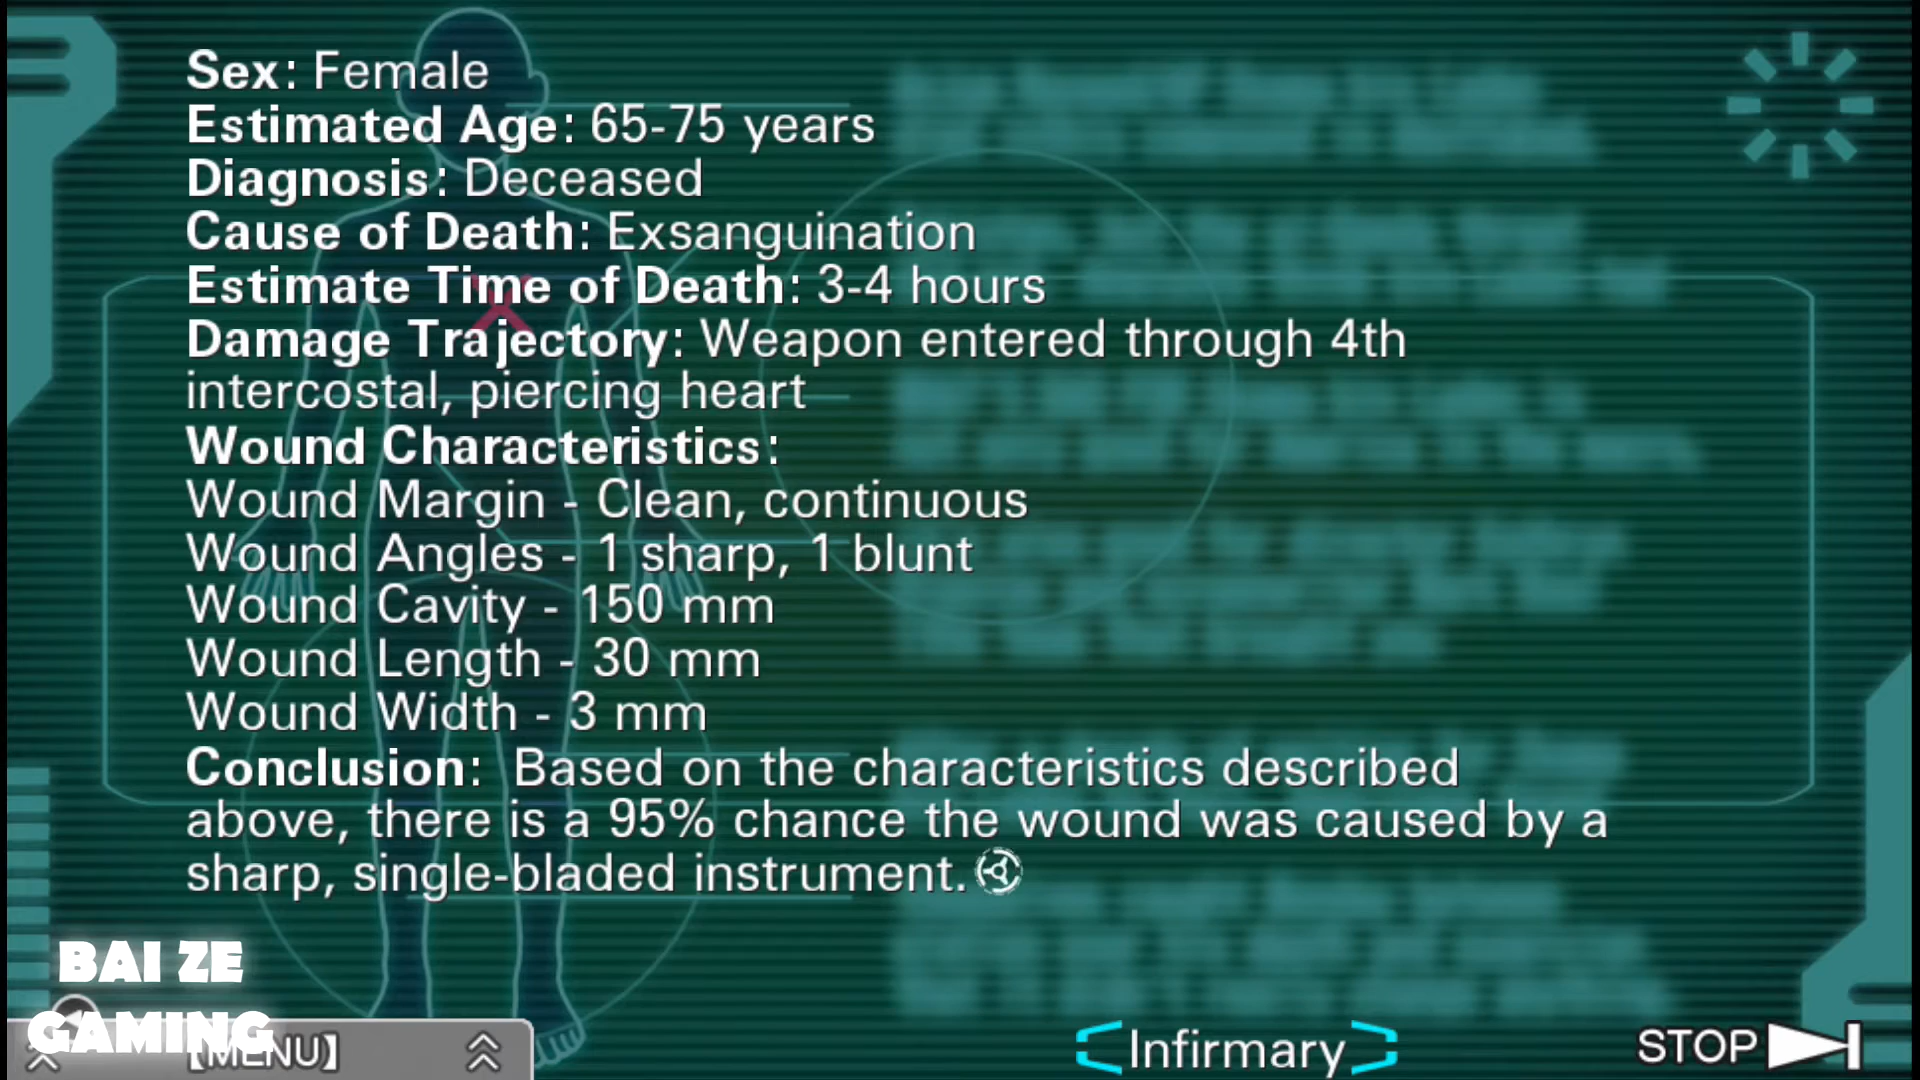 Sex: Female
Estimated Age: 65-75 years
Diagnosis: Deceased
Cause of Death: Exsanguination
Estimate Time of Death: 3-4 hours
Damage Trajectory: Weapon entered through 4th
intercostal, piercing heart
Wound Characteristics:
Wound Margin - Clean, continuous
Wound Angles - 1 sharp, 1 blunt
Wound Cavity - 150 mm
Wound Length - 30 mm
Wound Width - 3 mm
Conclusion: Based on the characteristics described
above, there is a 95% chance the wound was caused by a
sharp, single-bladed instrument.
BAI ZE
GAMING
【MENU】
Infirmary
STOP